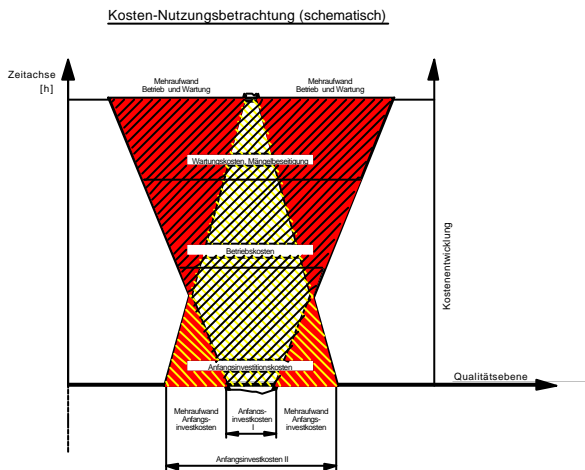 Kosten-Nutzungsbetrachtung (schematisch)
Zeitachse
[h]
Mehraufwand
Betrieb und Wartung
Mehraufwand
Betrieb und Wartung
Wartungskosten, Mängelbeseitigung
Betriebskosten
Kostenentwicklung
Anfangsinvestitionskosten
Qualitätsebene
Mehraufwand
Anfangs-
investkosten
Anfangs-
investkosten
I
Mehraufwand
Anfangs-
investkosten
Anfangsinvestkosten II